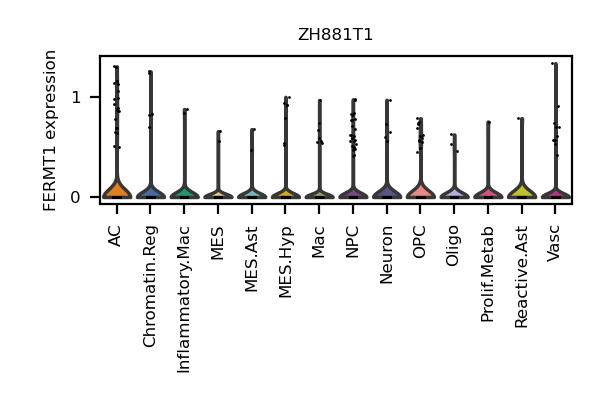 ZH881T1
FERMT1 expression
1
0
AC
Chromatin.Reg
Inflammatory.Mac
MES
MES.Ast
MES.Hyp
Mac
NPC
Neuron
OPC
Oligo
Prolif.Metab
Reactive.Ast
Vasc